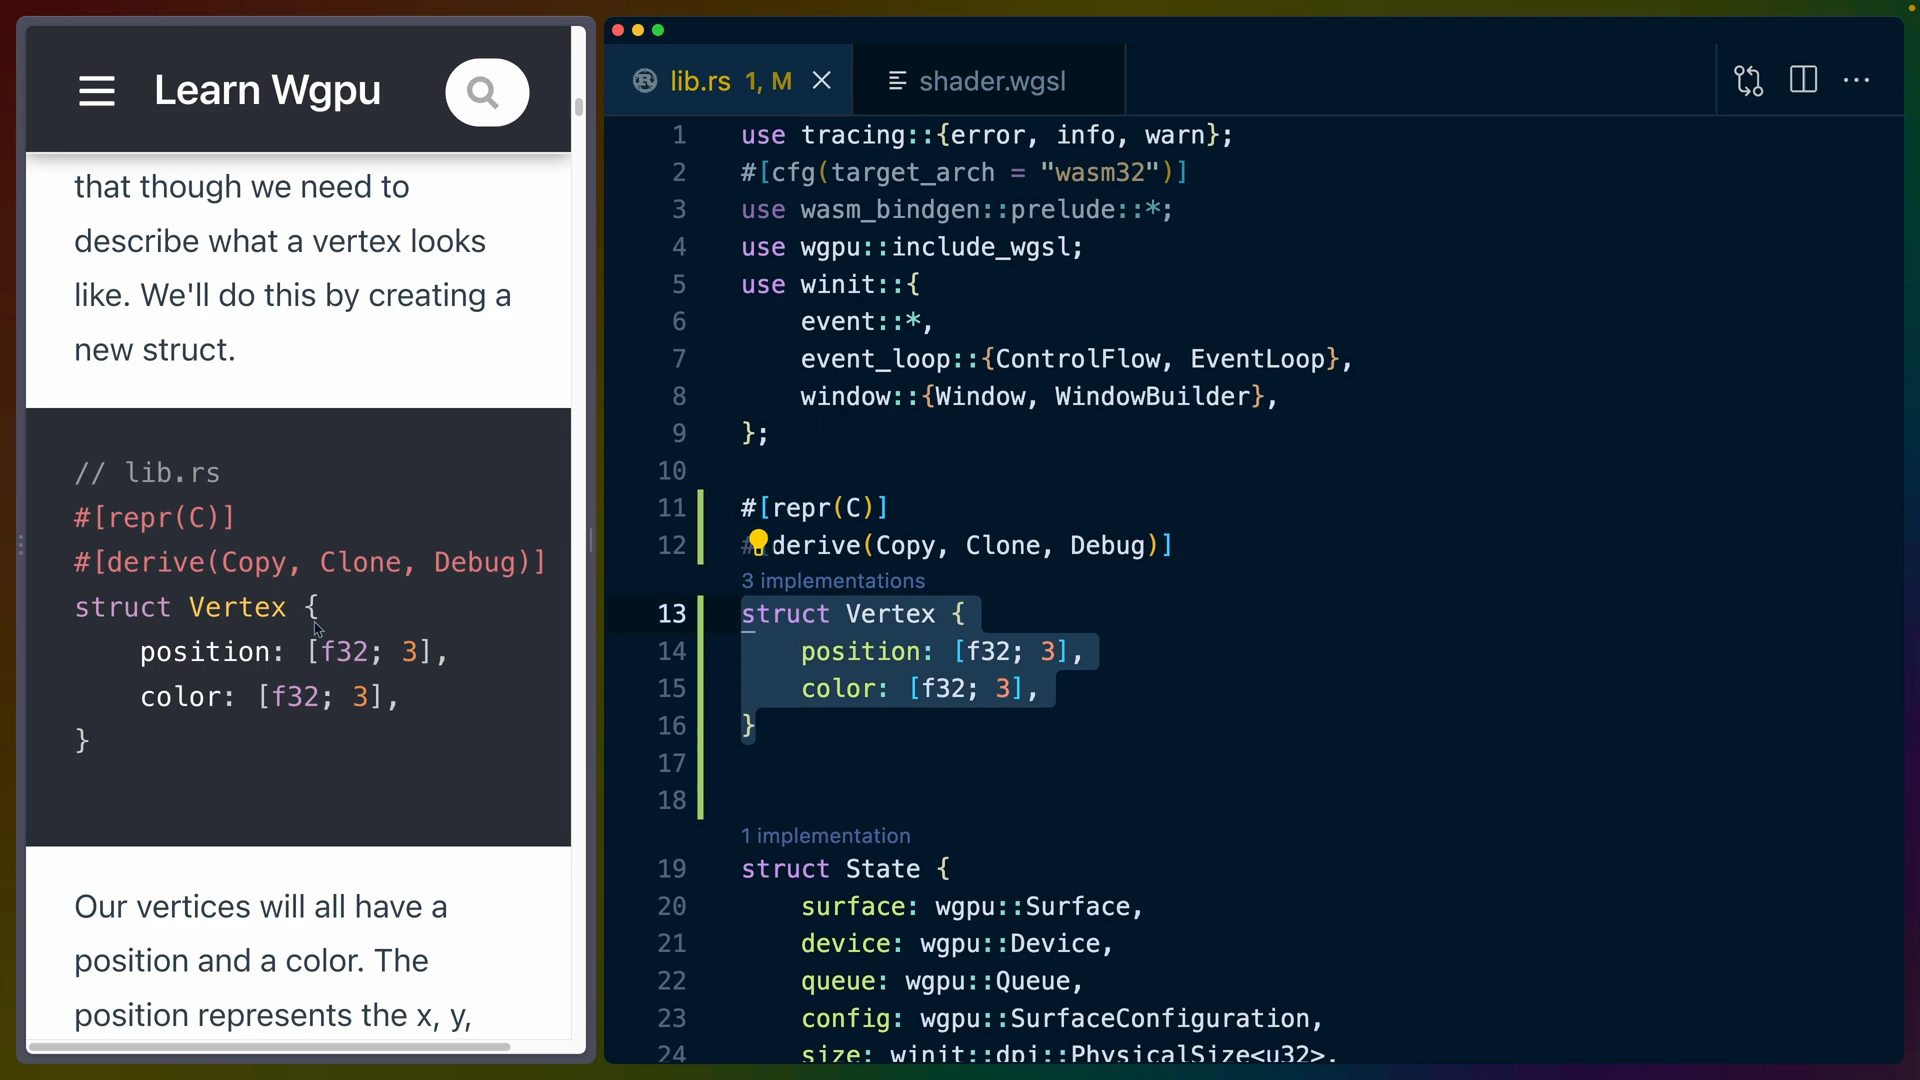 Learn Wgpu
that though we need to
describe what a vertex looks
like. We'll do this by creating a
new struct.
// lib.rs
#[repr(C)]
#[derive(Copy, Clone, Debug)]
struct Vertex {
    position: [f32; 3],
    color: [f32; 3],
}
Our vertices will all have a
position and a color. The
position represents the x, y,
lib.rs 1, M
shader.wgsl
1 use tracing::{error, info, warn};
2 #[cfg(target_arch = "wasm32")]
3 use wasm_bindgen::prelude::*;
4 use wgpu::include_wgsl;
5 use winit::{
6     event::*,
7     event_loop::{ControlFlow, EventLoop},
8     window::{Window, WindowBuilder},
9 };
10
11 #[repr(C)]
12 #[derive(Copy, Clone, Debug)]
3 implementations
13 struct Vertex {
14     position: [f32; 3],
15     color: [f32; 3],
16 }
17
18
1 implementation
19 struct State {
20     surface: wgpu::Surface,
21     device: wgpu::Device,
22     queue: wgpu::Queue,
23     config: wgpu::SurfaceConfiguration,
24     size: winit::dpi::PhysicalSize<u32>,